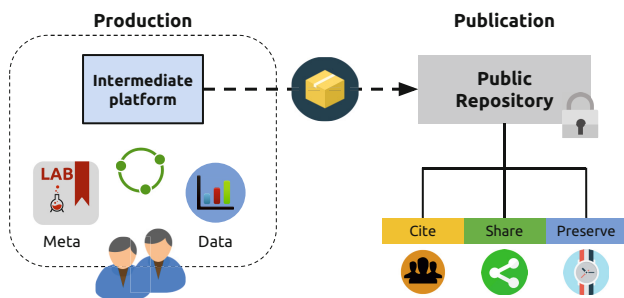 Production
Publication
Intermediate
platform
Public
Repository
LAB
Meta
Data
Cite
Share
Preserve